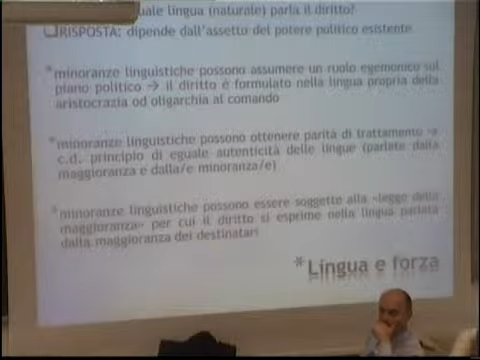 uale lingua (naturale) parla il diritto?
RISPOSTA: dipende dall'assetto del potere politico esistente
*minoranze linguistiche possono assumere un ruolo egemonico sul
piano politico → il diritto è formulato nella lingua propria della
aristocrazia od oligarchia al comando
*minoranze linguistiche possono ottenere parità di trattamento →
c.d. principio di eguale autenticità delle lingue (parlate dalla
maggioranza e dalla/e minoranza/e)
*minoranze linguistiche possono essere soggette alla «legge della
maggioranza» per cui il diritto si esprime nella lingua parlata
dalla maggioranza dei destinatari
*Lingua e forza